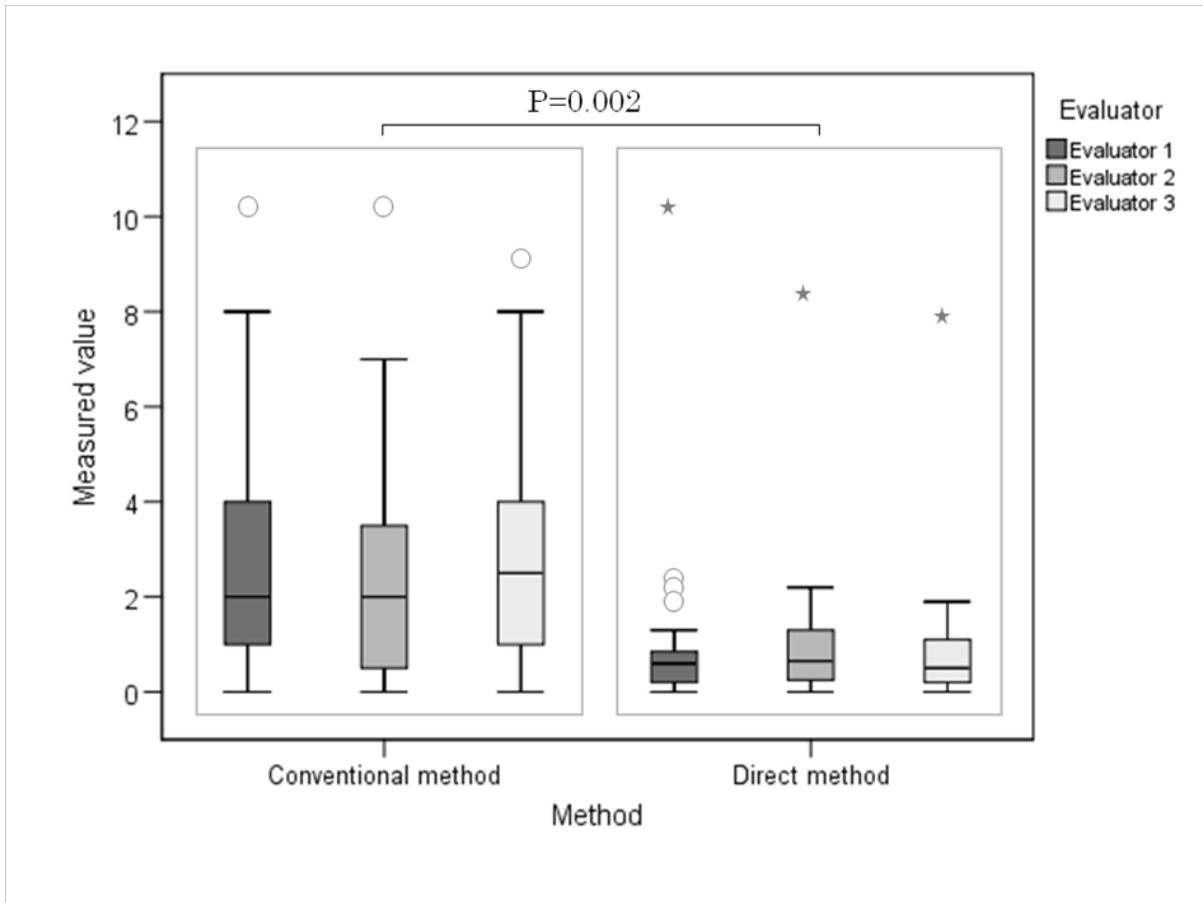 P=0.002
12
10
8
6
4
2
0
Measured value
Conventional method
Direct method
Method
Evaluator
Evaluator 1
Evaluator 2
Evaluator 3